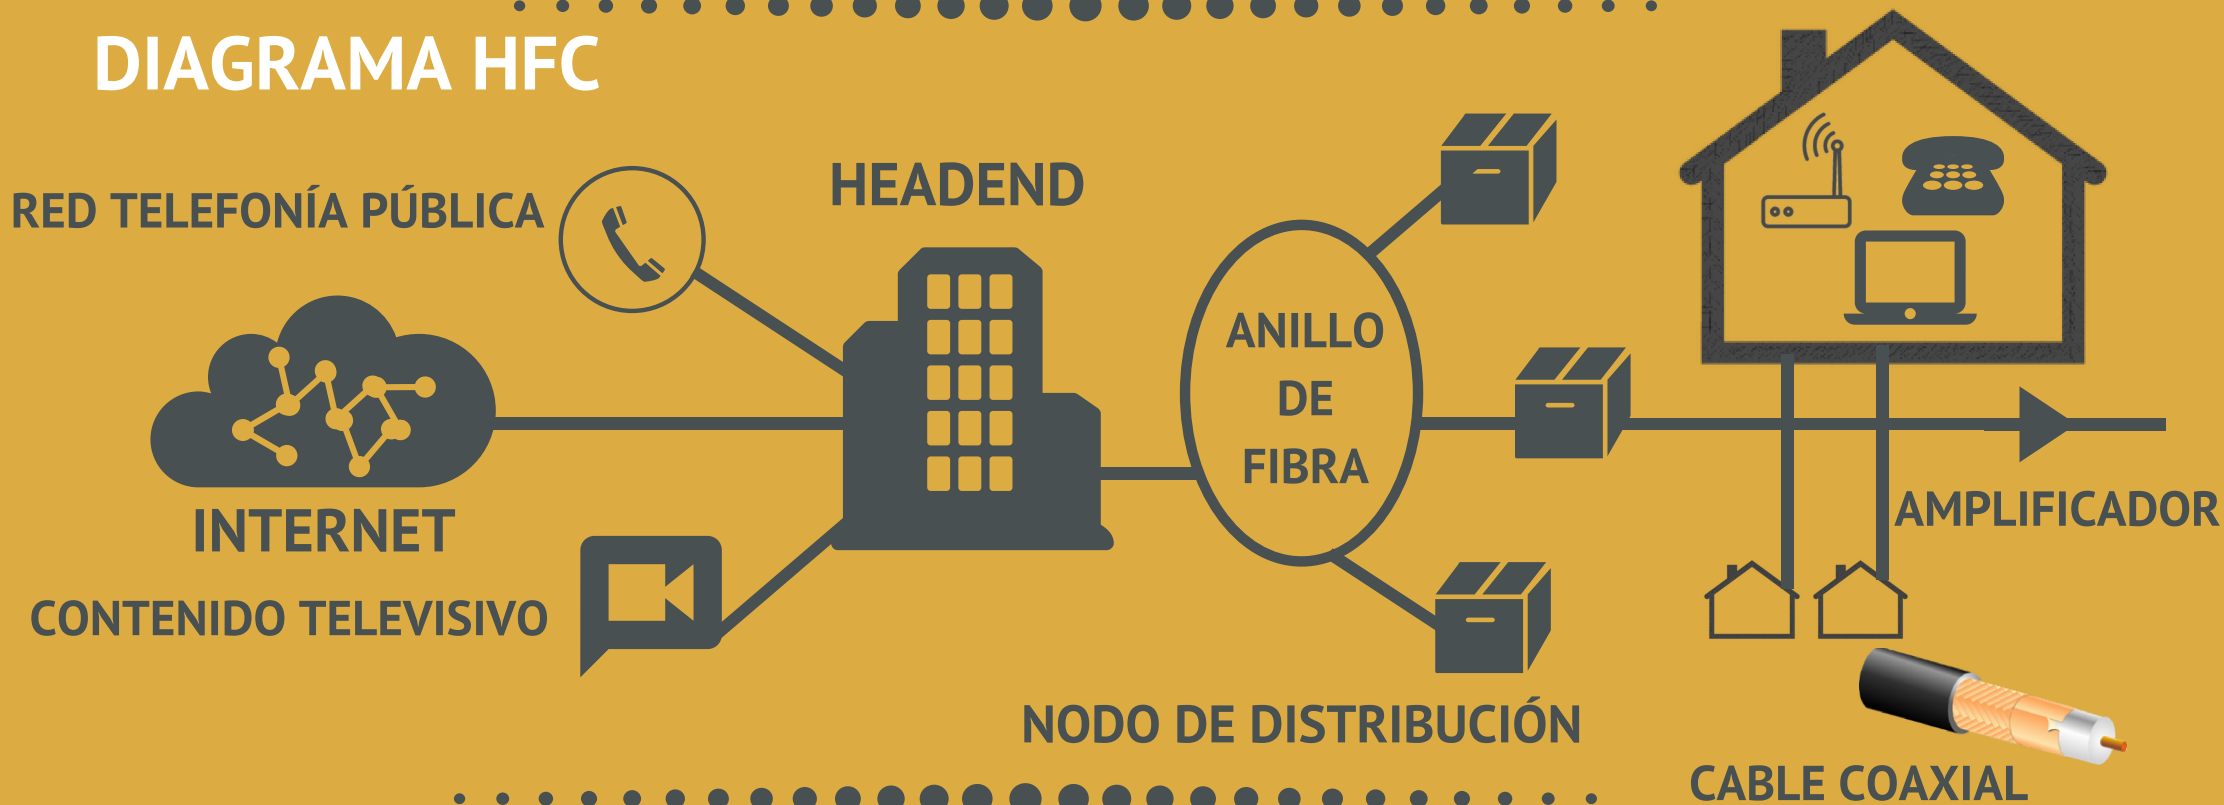 DIAGRAMA HFC
RED TELEFONÍA PÚBLICA
HEADEND
INTERNET
CONTENIDO TELEVISIVO
ANILLO
DE
FIBRA
NODO DE DISTRIBUCIÓN
AMPLIFICADOR
CABLE COAXIAL